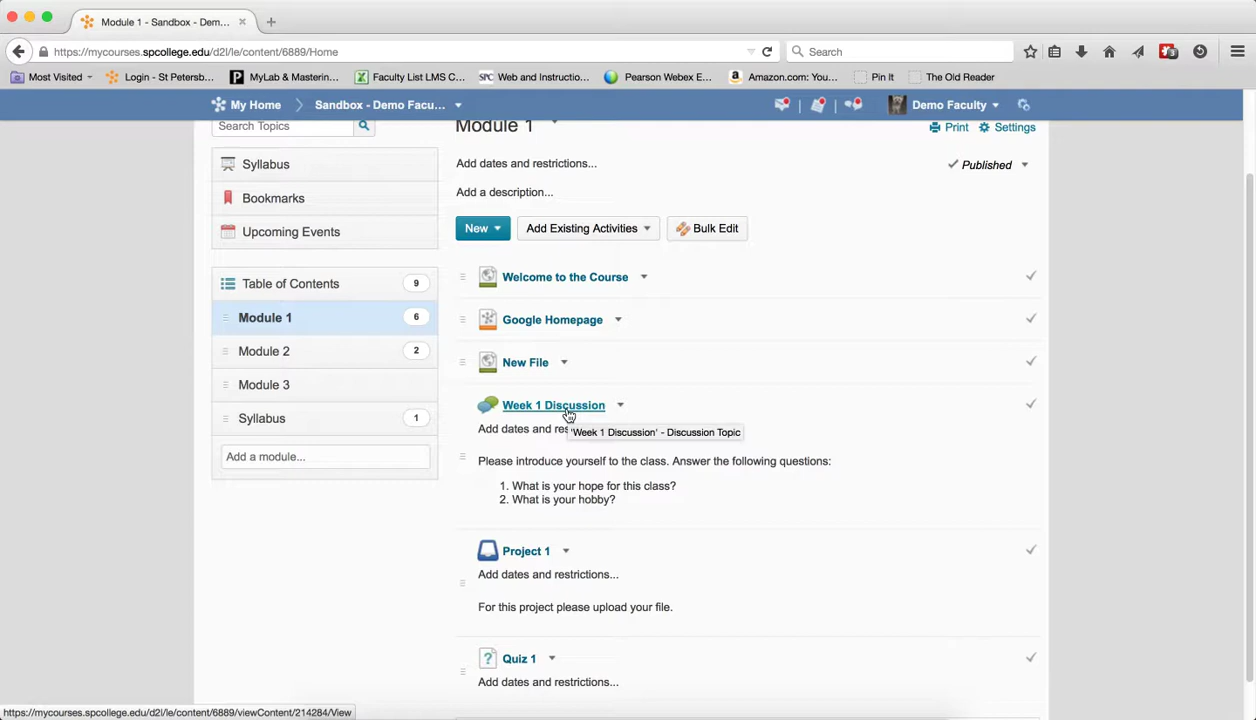 Module 1 - Sandbox - Dem...
https://mycourses.spcollege.edu/d2l/le/content/6889/Home
Search
Most Visited
Login - St Petersb...
MyLab & Mastering...
Faculty List LMS C...
SPC Web and Instructio...
Pearson Webex E...
Amazon.com: You...
Pin It
The Old Reader
My Home
Sandbox - Demo Facu...
Demo Faculty
Search Topics
Module 1
Print
Settings
Syllabus
Add dates and restrictions...
Published
Bookmarks
Add a description...
Upcoming Events
New
Add Existing Activities
Bulk Edit
Table of Contents 9
Welcome to the Course
Module 1 6
Google Homepage
Module 2 2
New File
Module 3
Week 1 Discussion
Syllabus 1
Add dates and res
'Week 1 Discussion' - Discussion Topic
Add a module...
Please introduce yourself to the class. Answer the following questions:
1. What is your hope for this class?
2. What is your hobby?
Project 1
Add dates and restrictions...
For this project please upload your file.
Quiz 1
Add dates and restrictions...
https://mycourses.spcollege.edu/d2l/le/content/6889/viewContent/214284/View